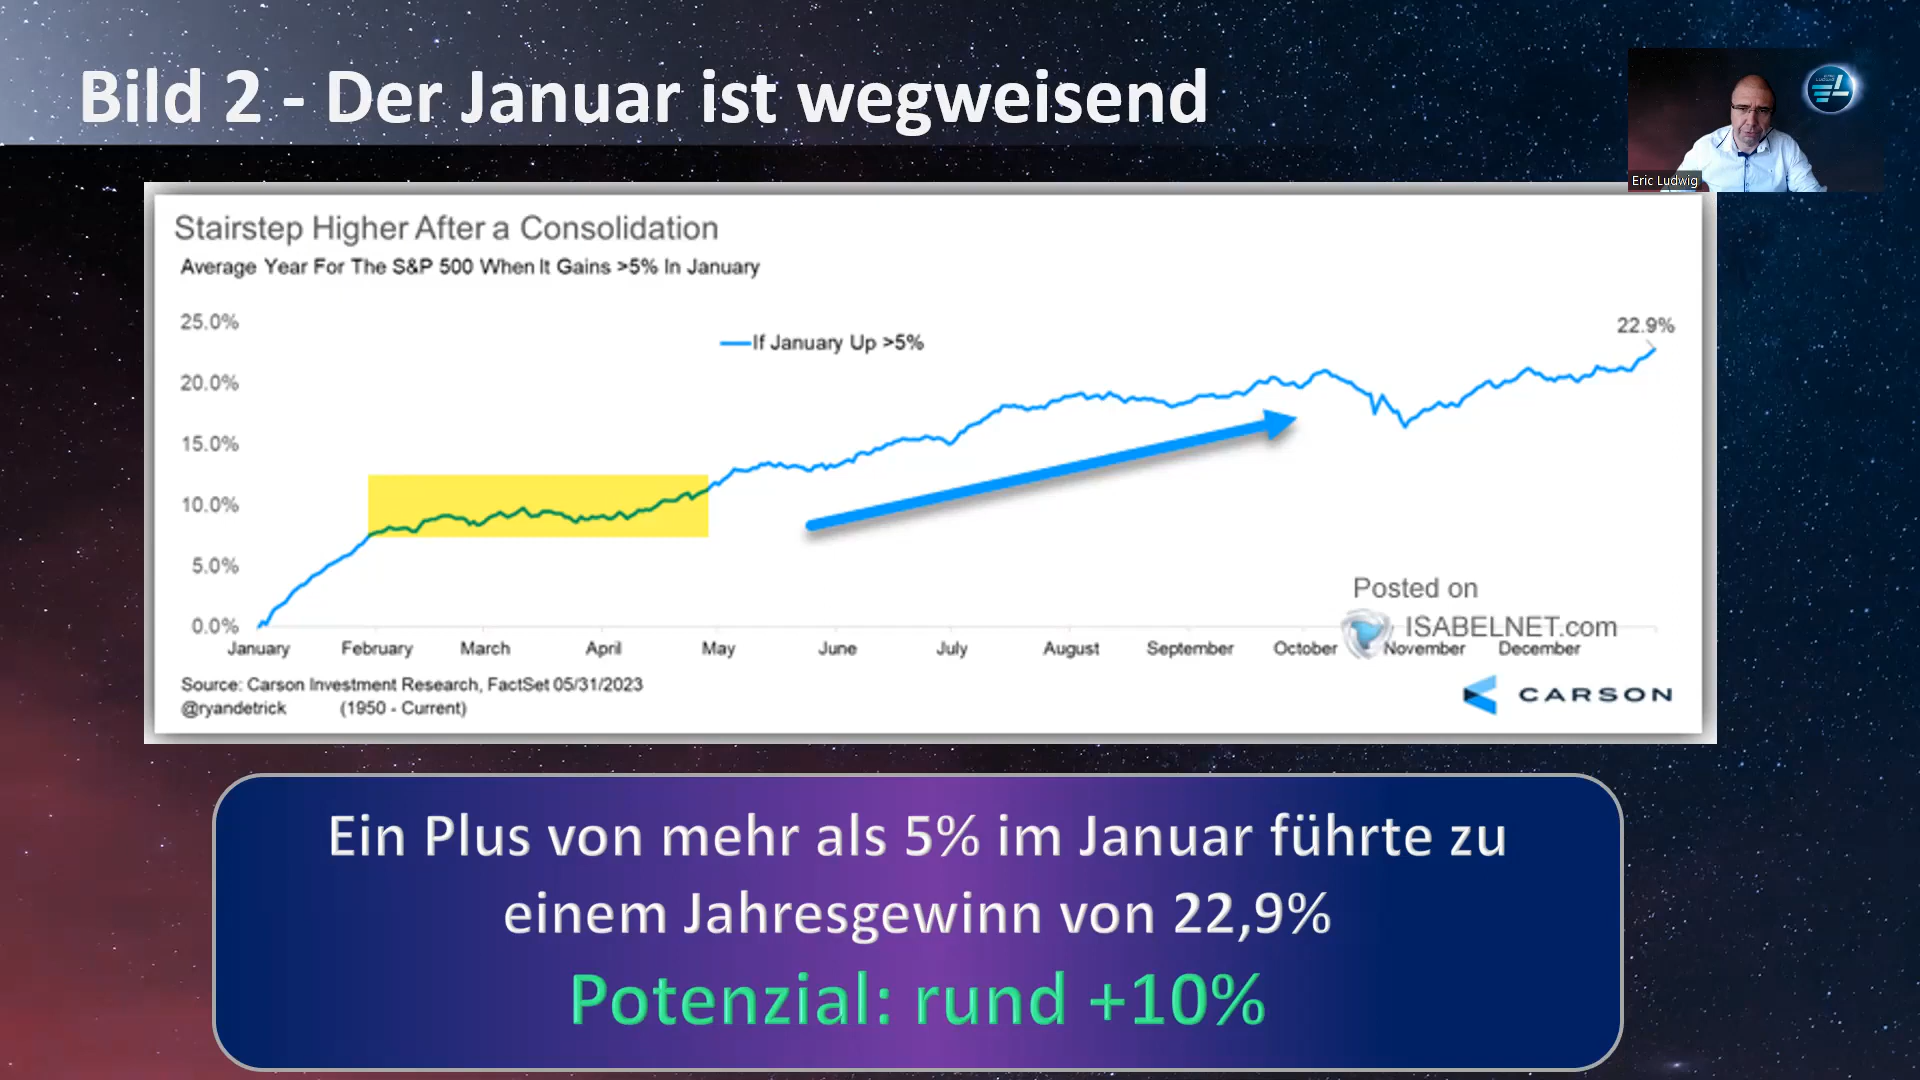 Bild 2 - Der Januar ist wegweisend
Eric Ludwig
Stairstep Higher After a Consolidation
Average Year For The S&P 500 When It Gains >5% In January
25.0%
20.0%
15.0%
10.0%
5.0%
0.0%
If January Up >5%
22.9%
January February March April May June July August September October November December
Posted on
ISABELNET.com
Source: Carson Investment Research, FactSet 05/31/2023
@ryandetrick (1950 - Current)
CARSON
Ein Plus von mehr als 5% im Januar führte zu
einem Jahresgewinn von 22,9%
Potenzial: rund +10%